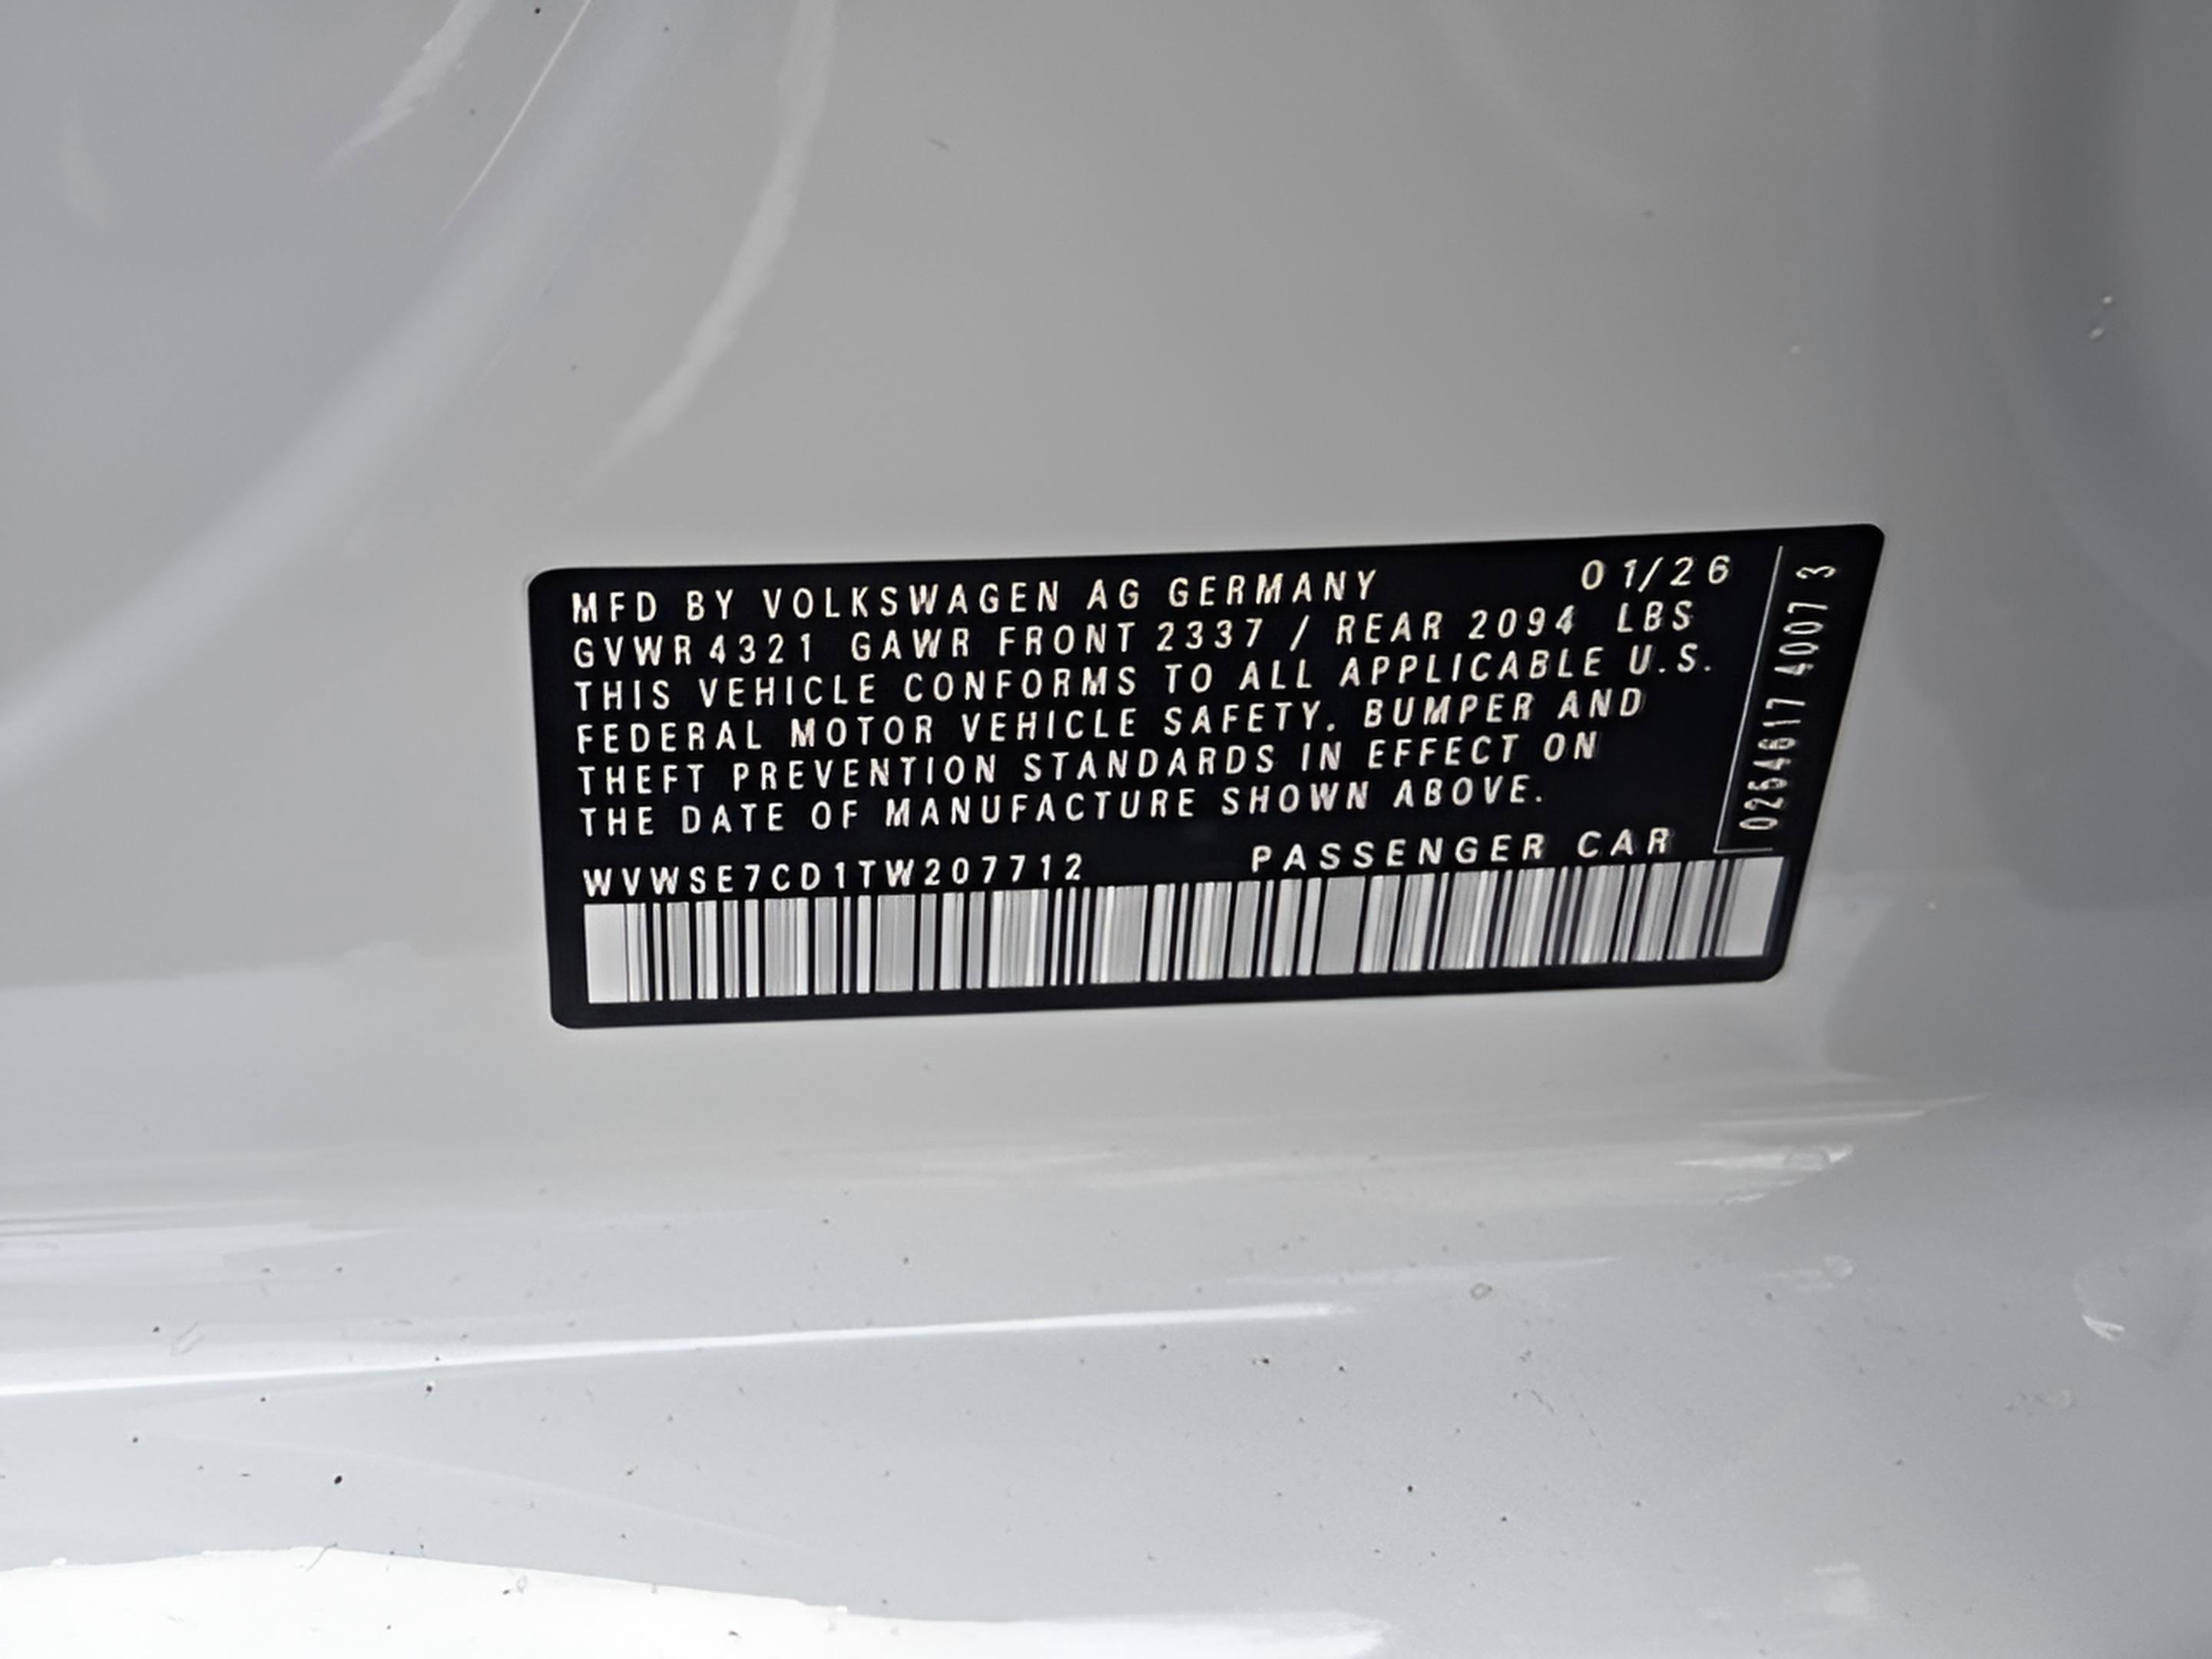 MFD BY VOLKSWAGEN AG GERMANY 01/26
GVWR 4321 GAWR FRONT 2337 / REAR 2094 LBS
THIS VEHICLE CONFORMS TO ALL APPLICABLE U.S.
FEDERAL MOTOR VEHICLE SAFETY, BUMPER AND
THEFT PREVENTION STANDARDS IN EFFECT ON
THE DATE OF MANUFACTURE SHOWN ABOVE.
WVWSE7CD1TW207712 PASSENGER CAR
4007 3